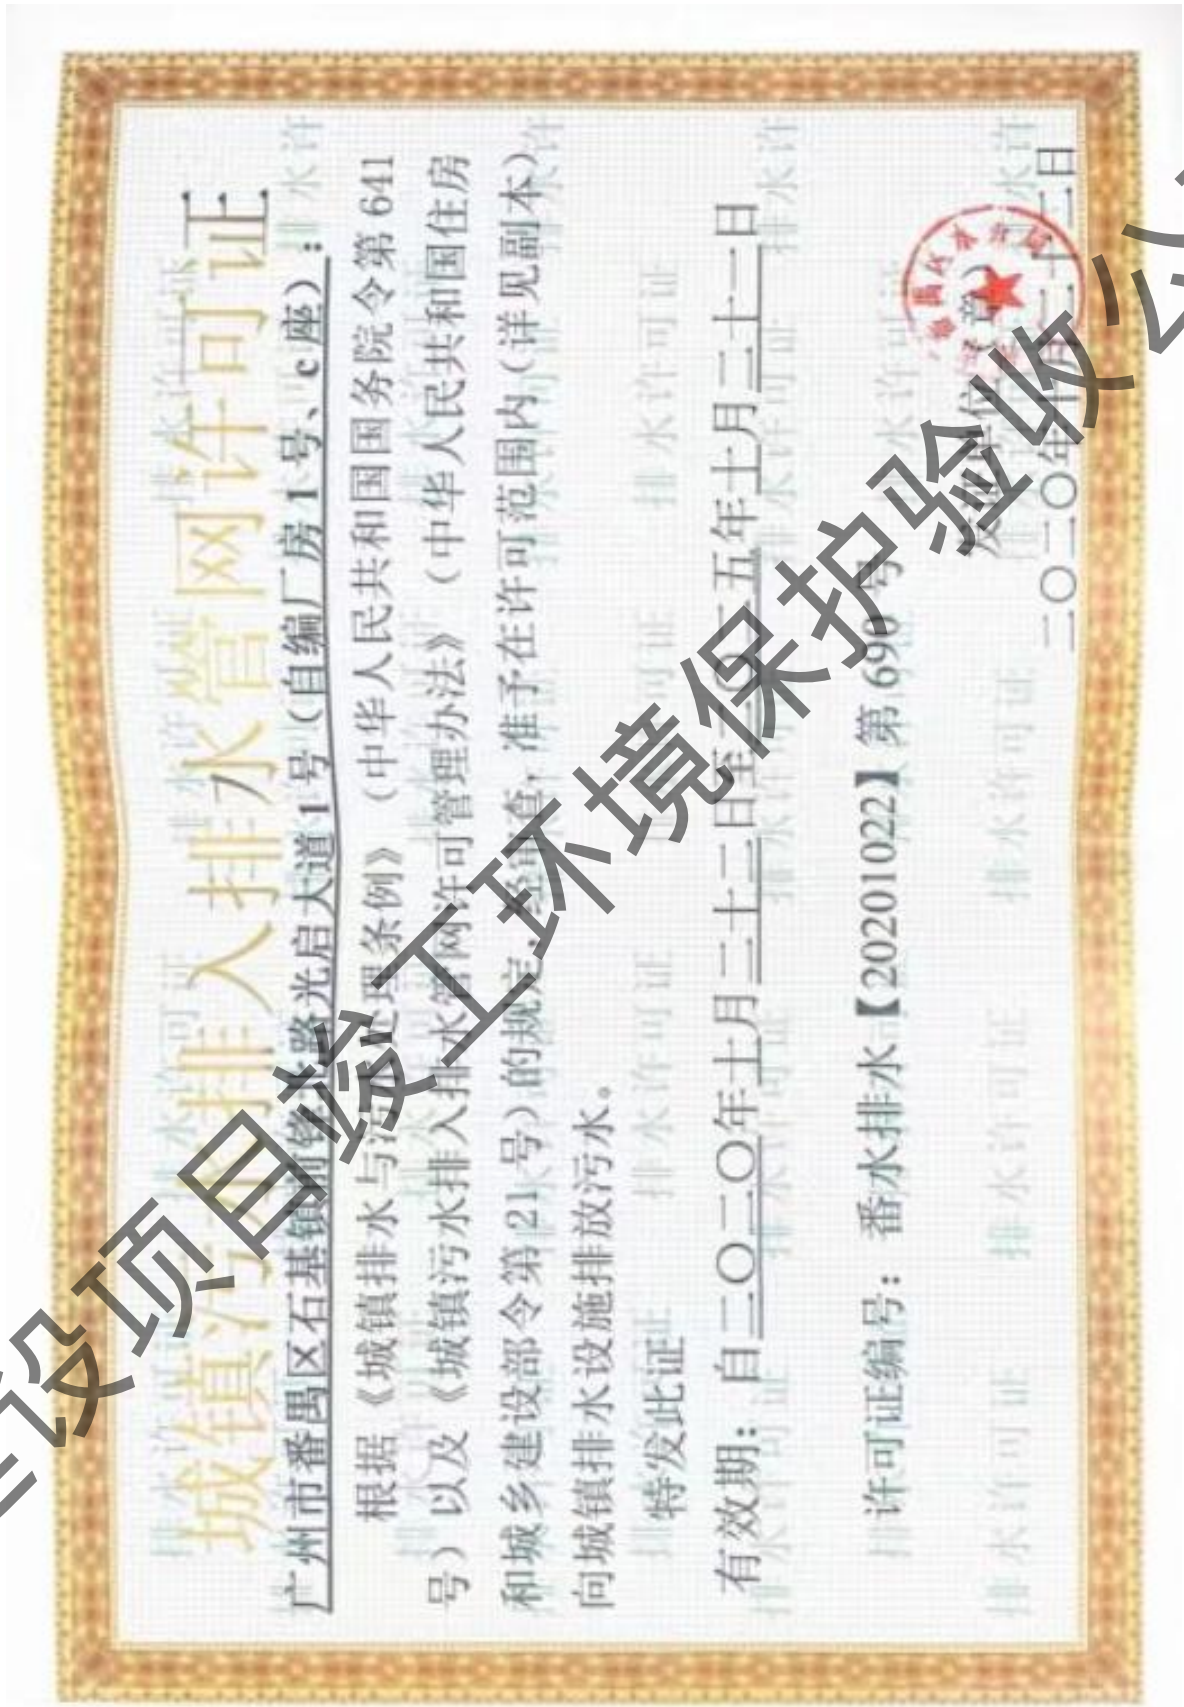 城镇污水排入排水管网许可证
广州市番禺区石基镇前锋路光启大道1号（自编厂房1号、c座）：
根据《城镇排水与污水处理条例》（中华人民共和国国务院令第641
号）以及《城镇污水排入排水管网许可管理办法》（中华人民共和国住房
和城乡建设部令第21号）的规定，经审查，准予在许可范围内（详见副本）
向城镇排水设施排放污水。
特发此证
有效期：自二〇二〇年十月二十二日至二〇二五年十月二十一日
许可证编号：番水排水【20201022】第690号
发证单位（章）
二〇二〇年十月二十二日
设项目竣工环境保护验收公
排水许可证